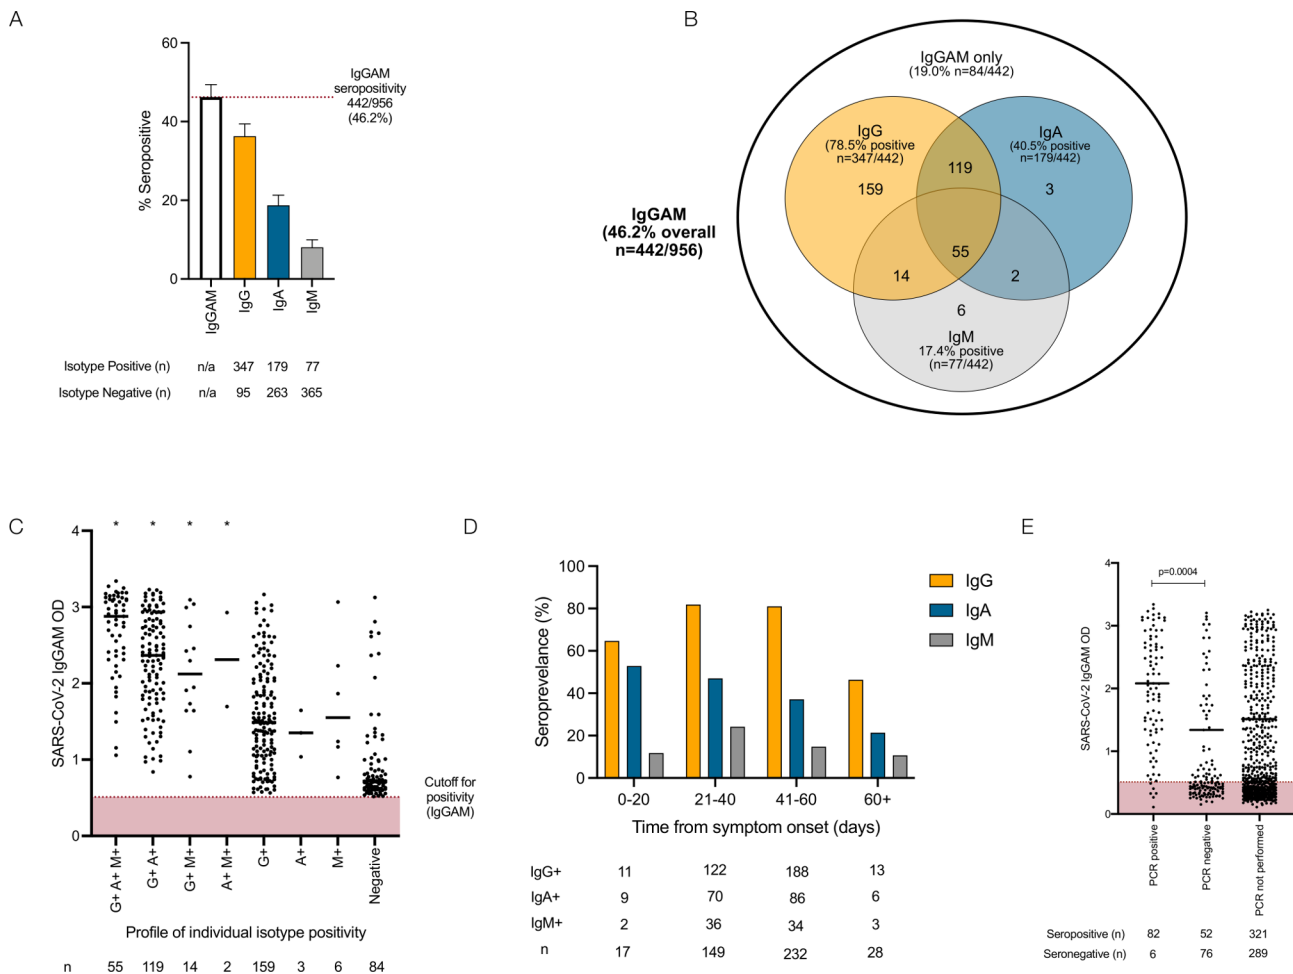 A
60
40
20
0
% Seropositive
IgGAM
seropositivity
442/956
(46.2%)
IgGAM
IgG
IgA
IgM
Isotype Positive (n) n/a 347 179 77
Isotype Negative (n) n/a 95 263 365
B
IgGAM only
(19.0% n=84/442)
IgG
(78.5% positive
n=347/442)
IgA
(40.5% positive
n=179/442)
119
159
3
IgGAM
(46.2% overall
n=442/956)
55
14
2
6
IgM
17.4% positive
(n=77/442)
C
* * * *
4
3
2
1
0
SARS-CoV-2 IgGAM OD
Cutoff for
positivity
(IgGAM)
G+ A+ M+
G+ A+
G+ M+
A+ M+
G+
A+
M+
Negative
Profile of individual isotype positivity
n 55 119 14 2 159 3 6 84
D
100
80
60
40
20
0
Seroprevelance (%)
IgG
IgA
IgM
0-20 21-40 41-60 60+
Time from symptom onset (days)
IgG+ 11 122 188 13
IgA+ 9 70 86 6
IgM+ 2 36 34 3
n 17 149 232 28
E
p=0.0004
4
3
2
1
0
SARS-CoV-2 IgGAM OD
PCR positive
PCR negative
PCR not performed
Seropositive (n) 82 52 321
Seronegative (n) 6 76 289